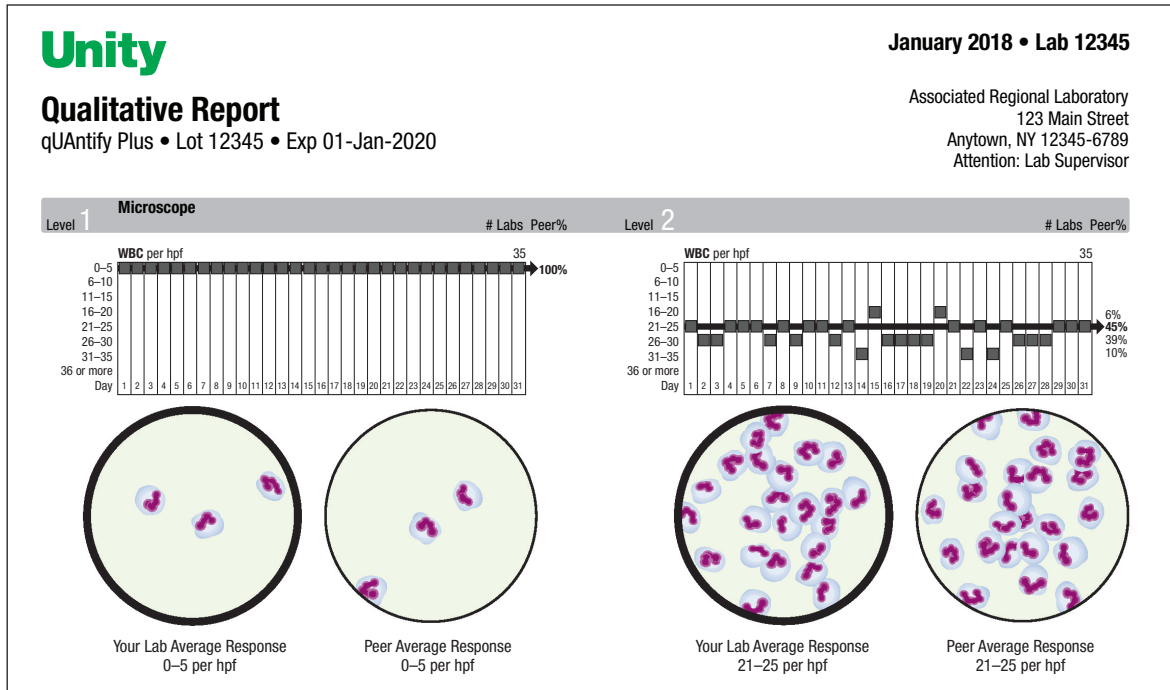 Unity
January 2018 • Lab 12345
Qualitative Report
qUAntify Plus • Lot 12345 • Exp 01-Jan-2020
Associated Regional Laboratory
123 Main Street
Anytown, NY 12345-6789
Attention: Lab Supervisor
Level 1 Microscope # Labs Peer%
WBC per hpf 35
0–5 100%
6–10
11–15
16–20
21–25
26–30
31–35
36 or more
Day 1 2 3 4 5 6 7 8 9 10 11 12 13 14 15 16 17 18 19 20 21 22 23 24 25 26 27 28 29 30 31
Your Lab Average Response
0–5 per hpf
Peer Average Response
0–5 per hpf
Level 2 # Labs Peer%
WBC per hpf 35
0–5
6–10
11–15
16–20 6%
21–25 45%
26–30 39%
31–35 10%
36 or more
Day 1 2 3 4 5 6 7 8 9 10 11 12 13 14 15 16 17 18 19 20 21 22 23 24 25 26 27 28 29 30 31
Your Lab Average Response
21–25 per hpf
Peer Average Response
21–25 per hpf